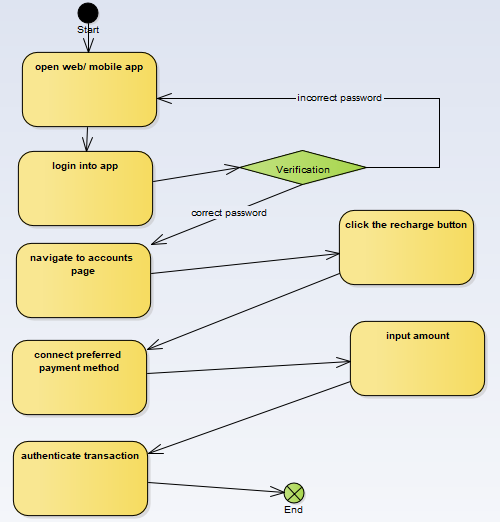 Start
open web/ mobile app
incorrect password
login into app
Verification
correct password
click the recharge button
navigate to accounts
page
input amount
connect preferred
payment method
authenticate transaction
End